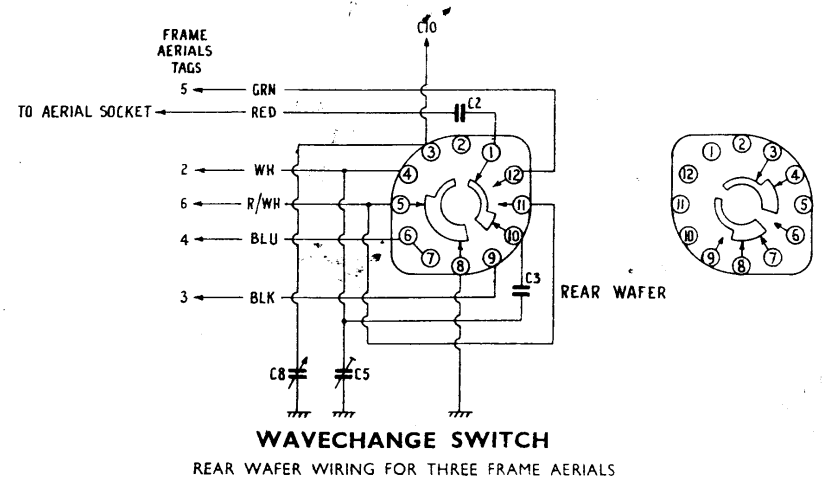 C10
FRAME
AERIALS
TAGS
5 GRN
TO AERIAL SOCKET RED C2
3 2 1
2 WH 4 12
6 R/WH 5 11
4 BLU 6 10
7 8 9
3 BLK C3
C8 C5
1 2 3
12 4
11 5
10 6
9 8 7
REAR WAFER
WAVECHANGE SWITCH
REAR WAFER WIRING FOR THREE FRAME AERIALS